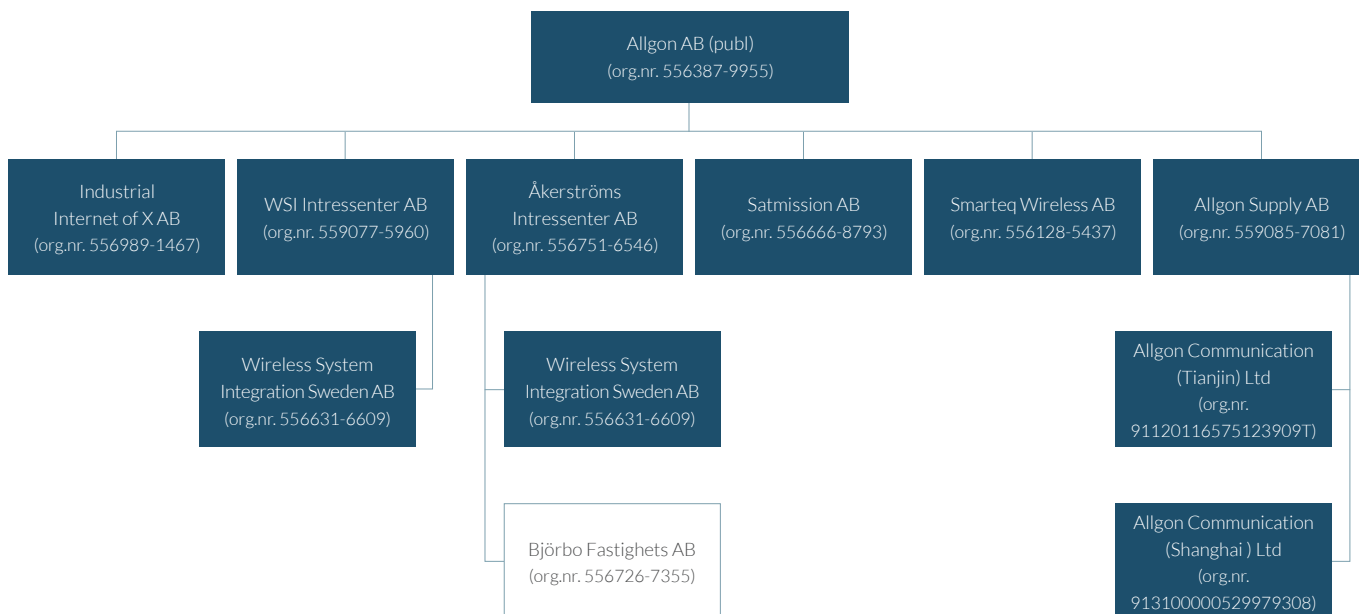 Allgon AB (publ)
(org.nr. 556387-9955)
Industrial
Internet of X AB
(org.nr. 556989-1467)
WSI Intressenter AB
(org.nr. 559077-5960)
Åkerströms
Intressenter AB
(org.nr. 556751-6546)
Satmission AB
(org.nr. 556666-8793)
Smarteq Wireless AB
(org.nr. 556128-5437)
Allgon Supply AB
(org.nr. 559085-7081)
Wireless System
Integration Sweden AB
(org.nr. 556631-6609)
Wireless System
Integration Sweden AB
(org.nr. 556631-6609)
Allgon Communication
(Tianjin) Ltd
(org.nr.
91120116575123909T)
Björbo Fastighets AB
(org.nr. 556726-7355)
Allgon Communication
(Shanghai ) Ltd
(org.nr.
913100000529979308)